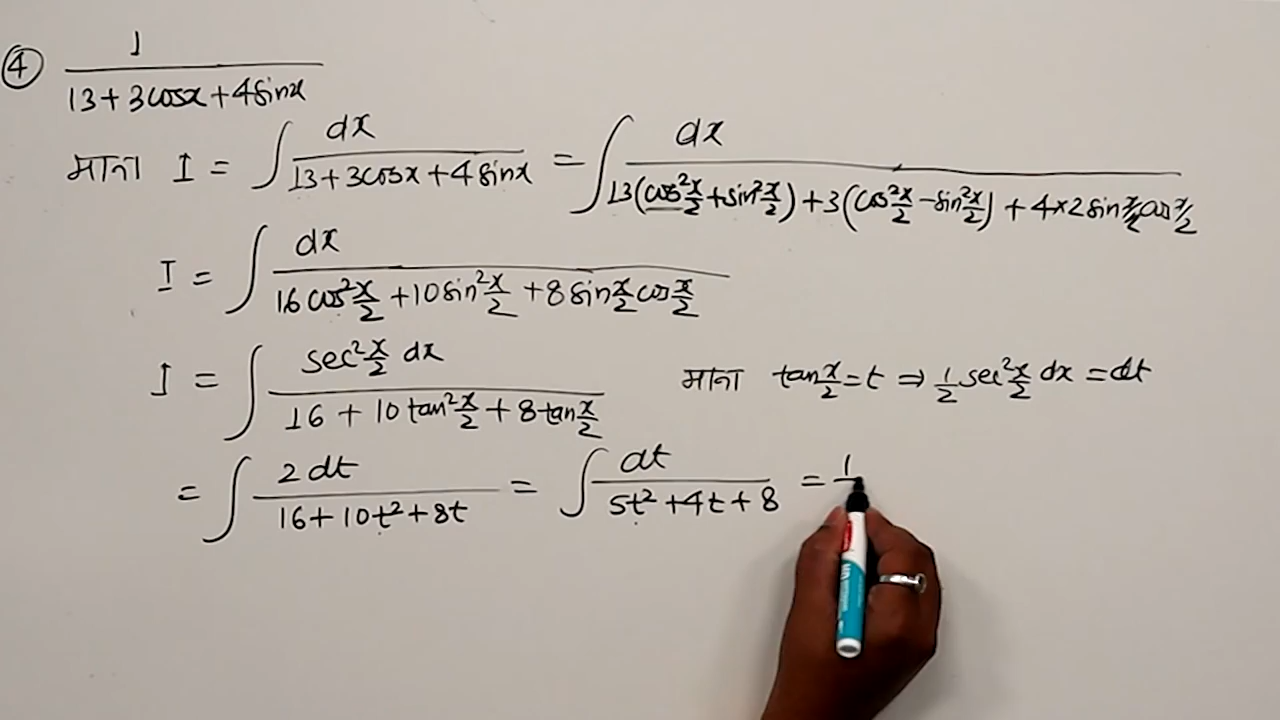 ④ 1/(13+3cosx+4sinx)
माना I = ∫ dx/(13+3cosx+4sinx) = ∫ dx/(13(cos²x/2+sin²x/2)+3(cos²x/2−sin²x/2)+4×2sinx/2cosx/2)
I = ∫ dx/(16cos²x/2+10sin²x/2+8sinx/2cosx/2)
I = ∫ sec²x/2 dx/(16+10tan²x/2+8tanx/2) माना tanx/2=t ⇒ 1/2 sec²x/2 dx = dt
= ∫ 2dt/(16+10t²+8t) = ∫ dt/(5t²+4t+8) = 1/